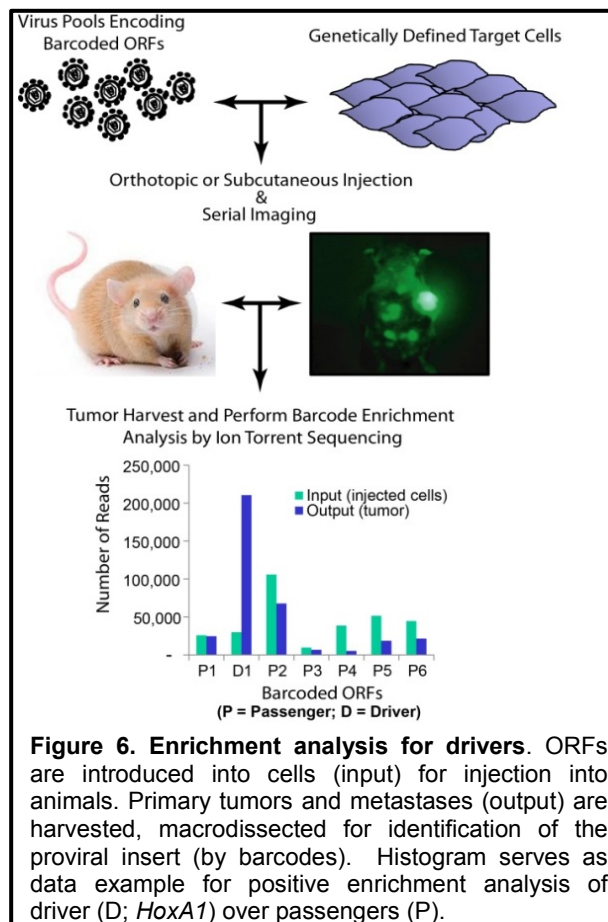 Virus Pools Encoding
Barcoded ORFs
Genetically Defined Target Cells
Orthotopic or Subcutaneous Injection
&
Serial Imaging
Tumor Harvest and Perform Barcode Enrichment
Analysis by Ion Torrent Sequencing
Number of Reads
250,000
200,000
150,000
100,000
50,000
-
Input (injected cells)
Output (tumor)
P1 D1 P2 P3 P4 P5 P6
Barcoded ORFs
(P = Passenger; D = Driver)
Figure 6. Enrichment analysis for drivers. ORFs
are introduced into cells (input) for injection into
animals. Primary tumors and metastases (output) are
harvested, macrodissected for identification of the
proviral insert (by barcodes). Histogram serves as
data example for positive enrichment analysis of
driver (D; HoxA1) over passengers (P).